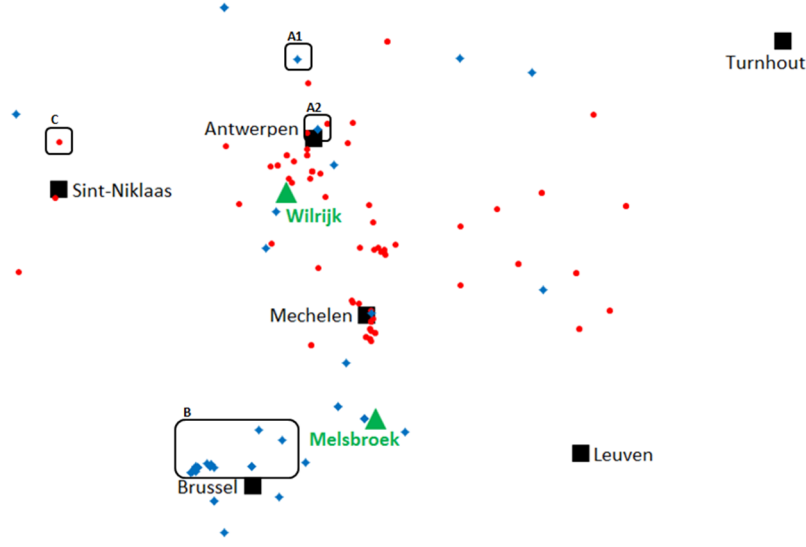 A1
Turnhout
A2
Antwerpen
C
Sint-Niklaas
Wilrijk
Mechelen
B
Melsbroek
Leuven
Brussel